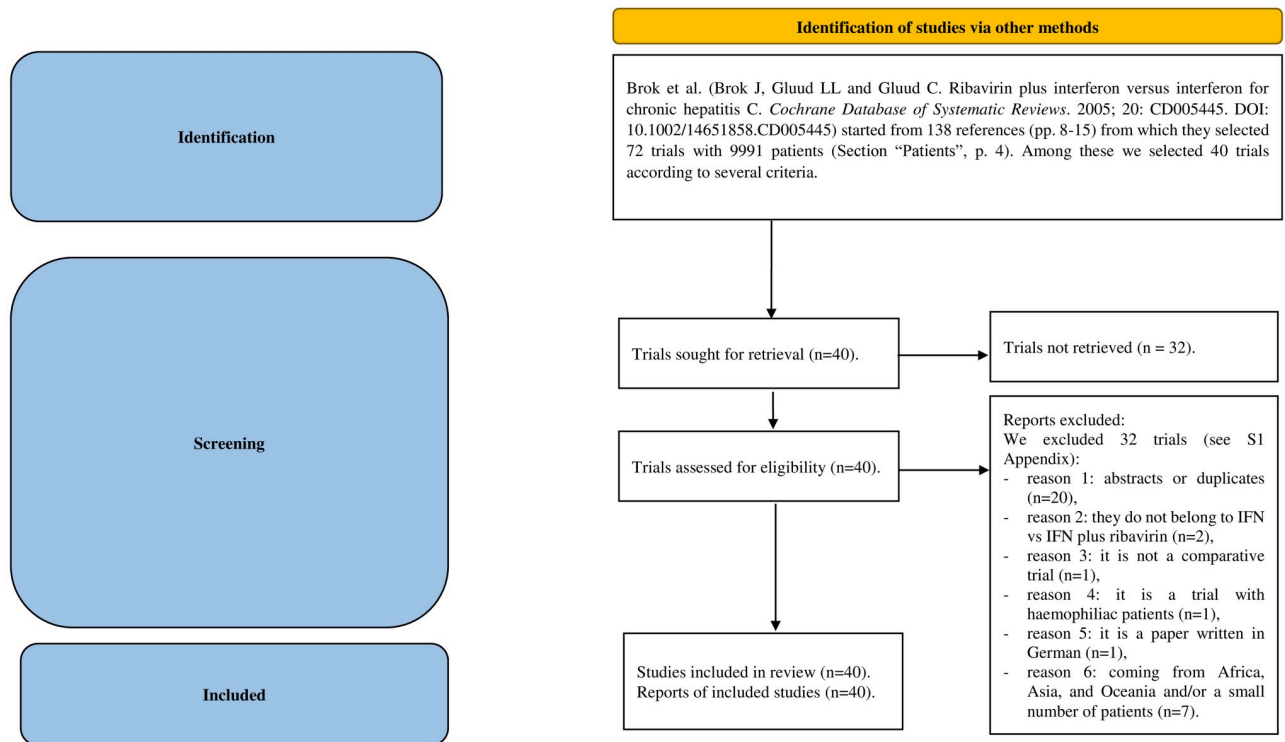 Identification of studies via other methods
Identification
Brok et al. (Brok J, Gluud LL and Gluud C. Ribavirin plus interferon versus interferon for
chronic hepatitis C. Cochrane Database of Systematic Reviews. 2005; 20: CD005445. DOI:
10.1002/14651858.CD005445) started from 138 references (pp. 8-15) from which they selected
72 trials with 9991 patients (Section “Patients”, p. 4). Among these we selected 40 trials
according to several criteria.
Screening
Trials sought for retrieval (n=40).
Trials not retrieved (n = 32).
Trials assessed for eligibility (n=40).
Reports excluded:
We excluded 32 trials (see S1
Appendix):
- reason 1: abstracts or duplicates
(n=20),
- reason 2: they do not belong to IFN
vs IFN plus ribavirin (n=2),
- reason 3: it is not a comparative
trial (n=1),
- reason 4: it is a trial with
haemophiliac patients (n=1),
- reason 5: it is a paper written in
German (n=1),
- reason 6: coming from Africa,
Asia, and Oceania and/or a small
number of patients (n=7).
Included
Studies included in review (n=40).
Reports of included studies (n=40).